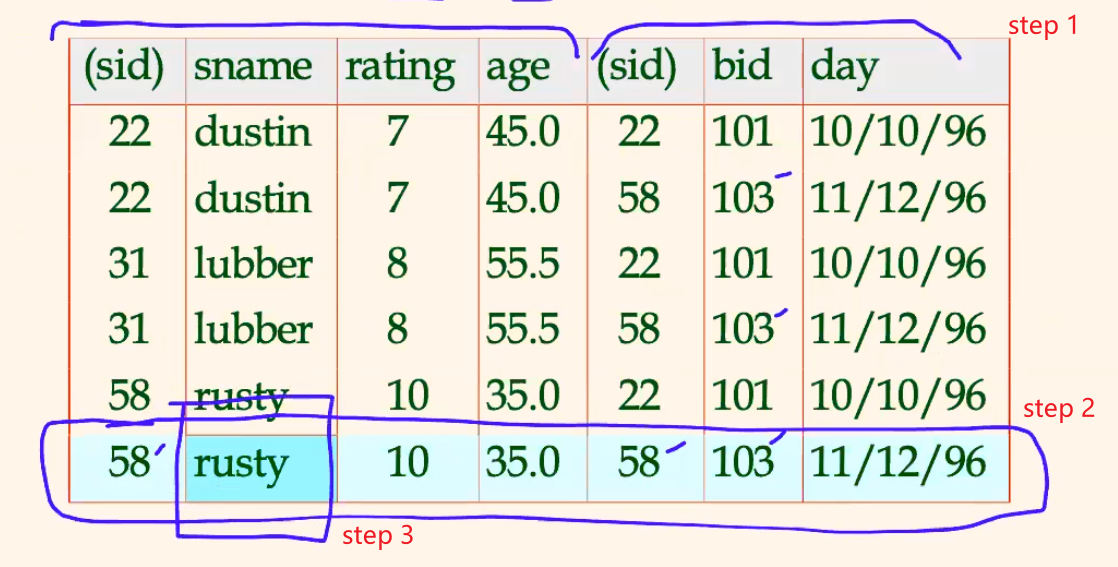 step 1
(sid) sname rating age (sid) bid day
22 dustin 7 45.0 22 101 10/10/96
22 dustin 7 45.0 58 103 11/12/96
31 lubber 8 55.5 22 101 10/10/96
31 lubber 8 55.5 58 103 11/12/96
58 rusty 10 35.0 22 101 10/10/96
step 2
58 rusty 10 35.0 58 103 11/12/96
step 3